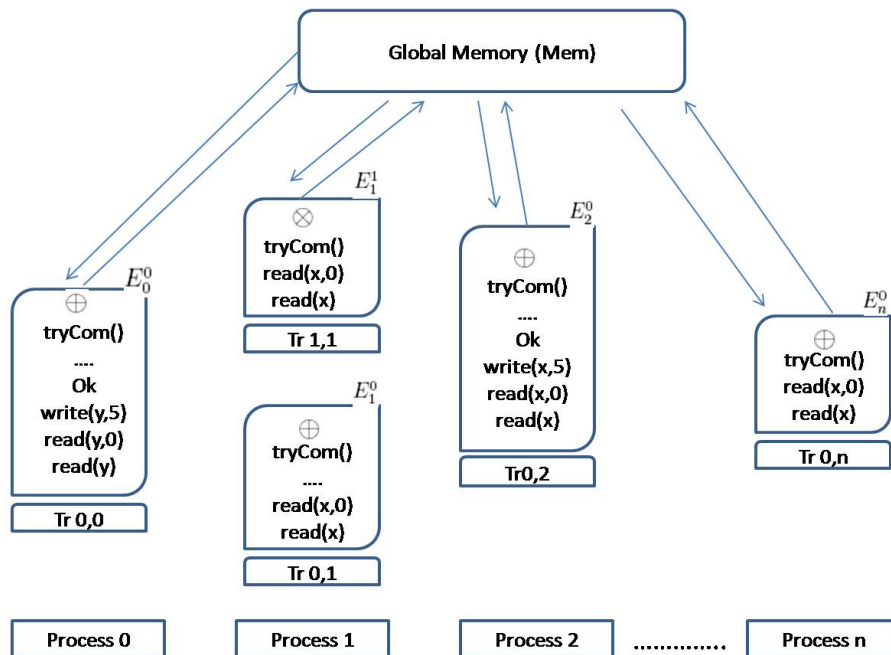 Global Memory (Mem)
E_1^1
⊗
tryCom()
read(x,0)
read(x)
Tr 1,1
E_2^0
⊕
tryCom()
....
Ok
write(x,5)
read(x,0)
read(x)
Tr0,2
E_0^0
⊕
tryCom()
....
Ok
write(y,5)
read(y,0)
read(y)
Tr 0,0
E_n^0
⊕
tryCom()
read(x,0)
read(x)
Tr 0,n
E_1^0
⊕
tryCom()
....
read(x,0)
read(x)
Tr 0,1
Process 0
Process 1
Process 2
..............
Process n